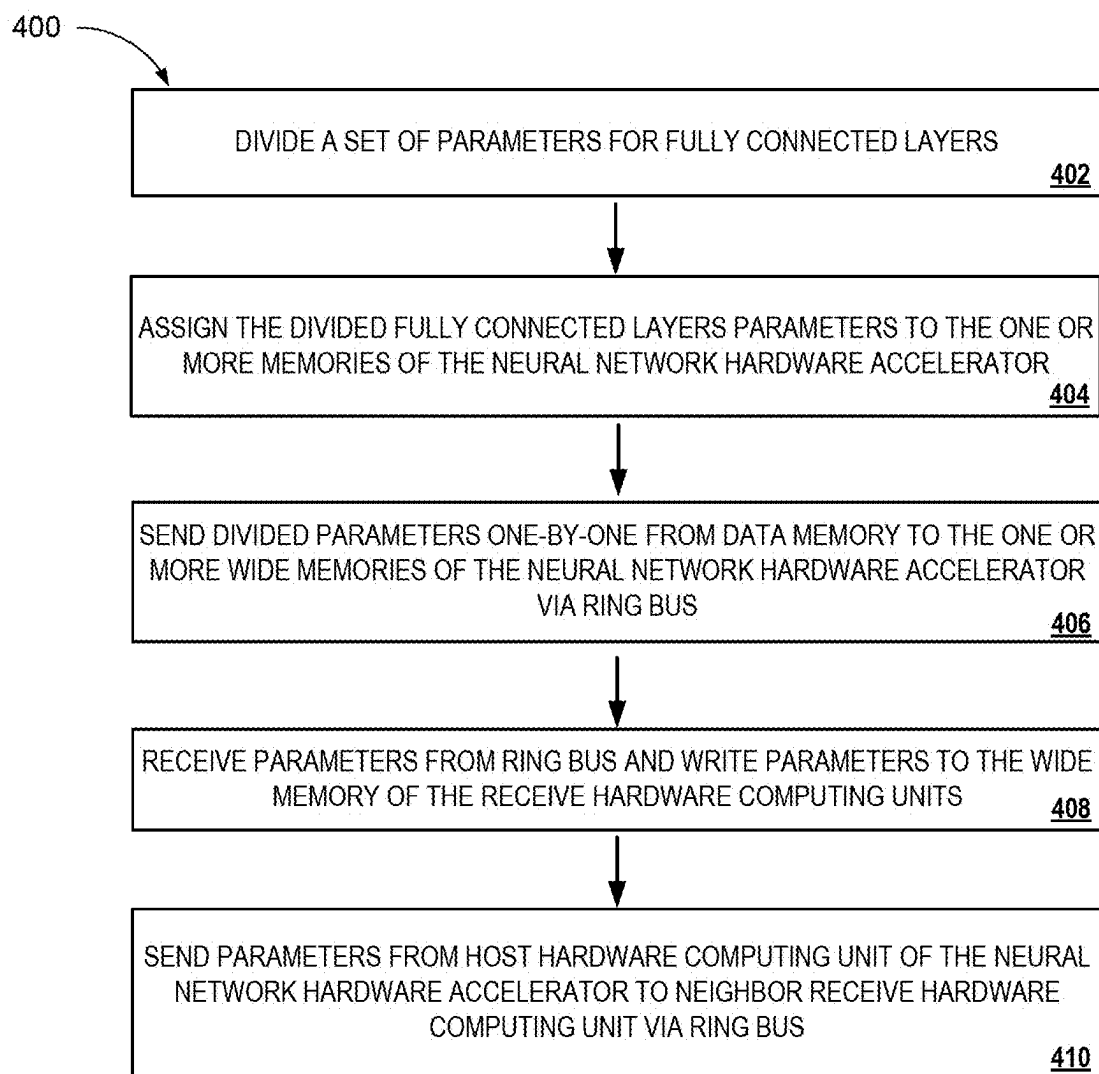 400
DIVIDE A SET OF PARAMETERS FOR FULLY CONNECTED LAYERS
402
ASSIGN THE DIVIDED FULLY CONNECTED LAYERS PARAMETERS TO THE ONE OR
MORE MEMORIES OF THE NEURAL NETWORK HARDWARE ACCELERATOR
404
SEND DIVIDED PARAMETERS ONE-BY-ONE FROM DATA MEMORY TO THE ONE OR
MORE WIDE MEMORIES OF THE NEURAL NETWORK HARDWARE ACCELERATOR
VIA RING BUS
406
RECEIVE PARAMETERS FROM RING BUS AND WRITE PARAMETERS TO THE WIDE
MEMORY OF THE RECEIVE HARDWARE COMPUTING UNITS
408
SEND PARAMETERS FROM HOST HARDWARE COMPUTING UNIT OF THE NEURAL
NETWORK HARDWARE ACCELERATOR TO NEIGHBOR RECEIVE HARDWARE
COMPUTING UNIT VIA RING BUS
410